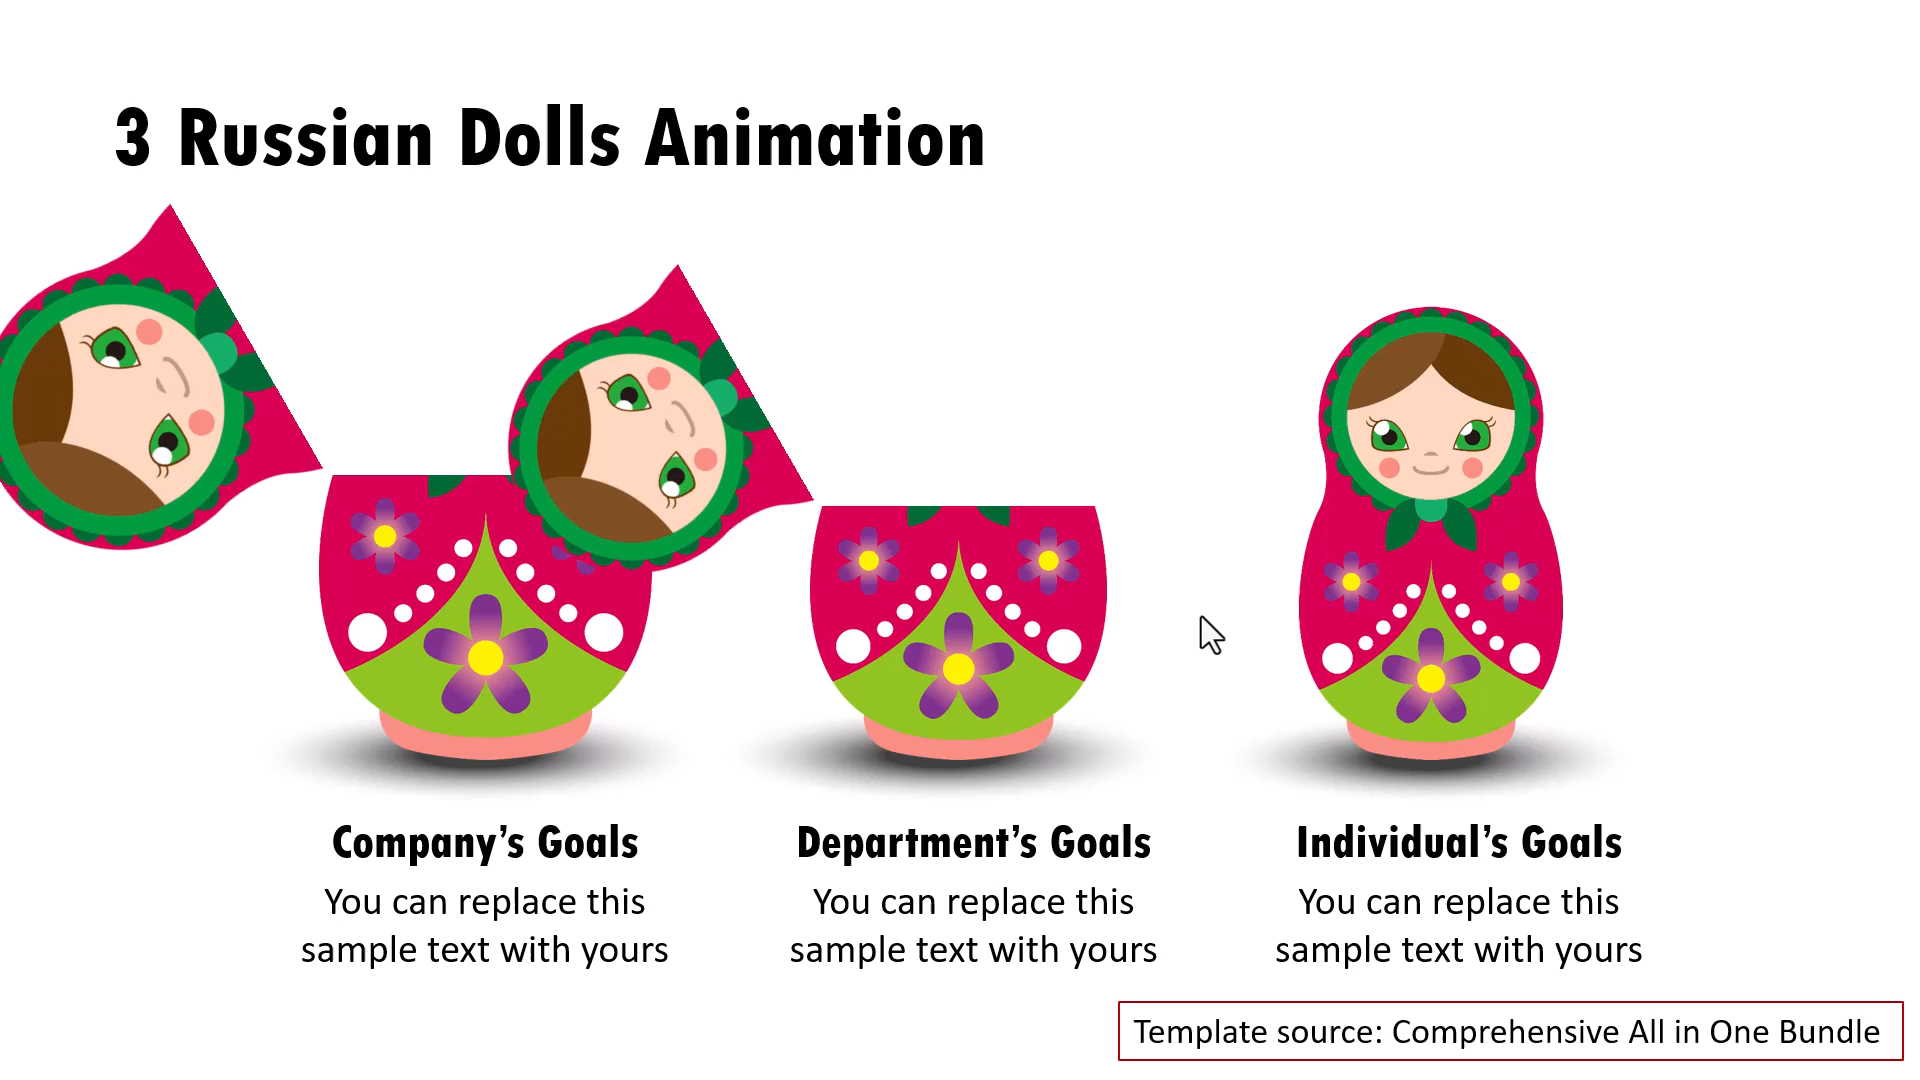 3 Russian Dolls Animation
Company’s Goals
You can replace this
sample text with yours
Department’s Goals
You can replace this
sample text with yours
Individual’s Goals
You can replace this
sample text with yours
Template source: Comprehensive All in One Bundle